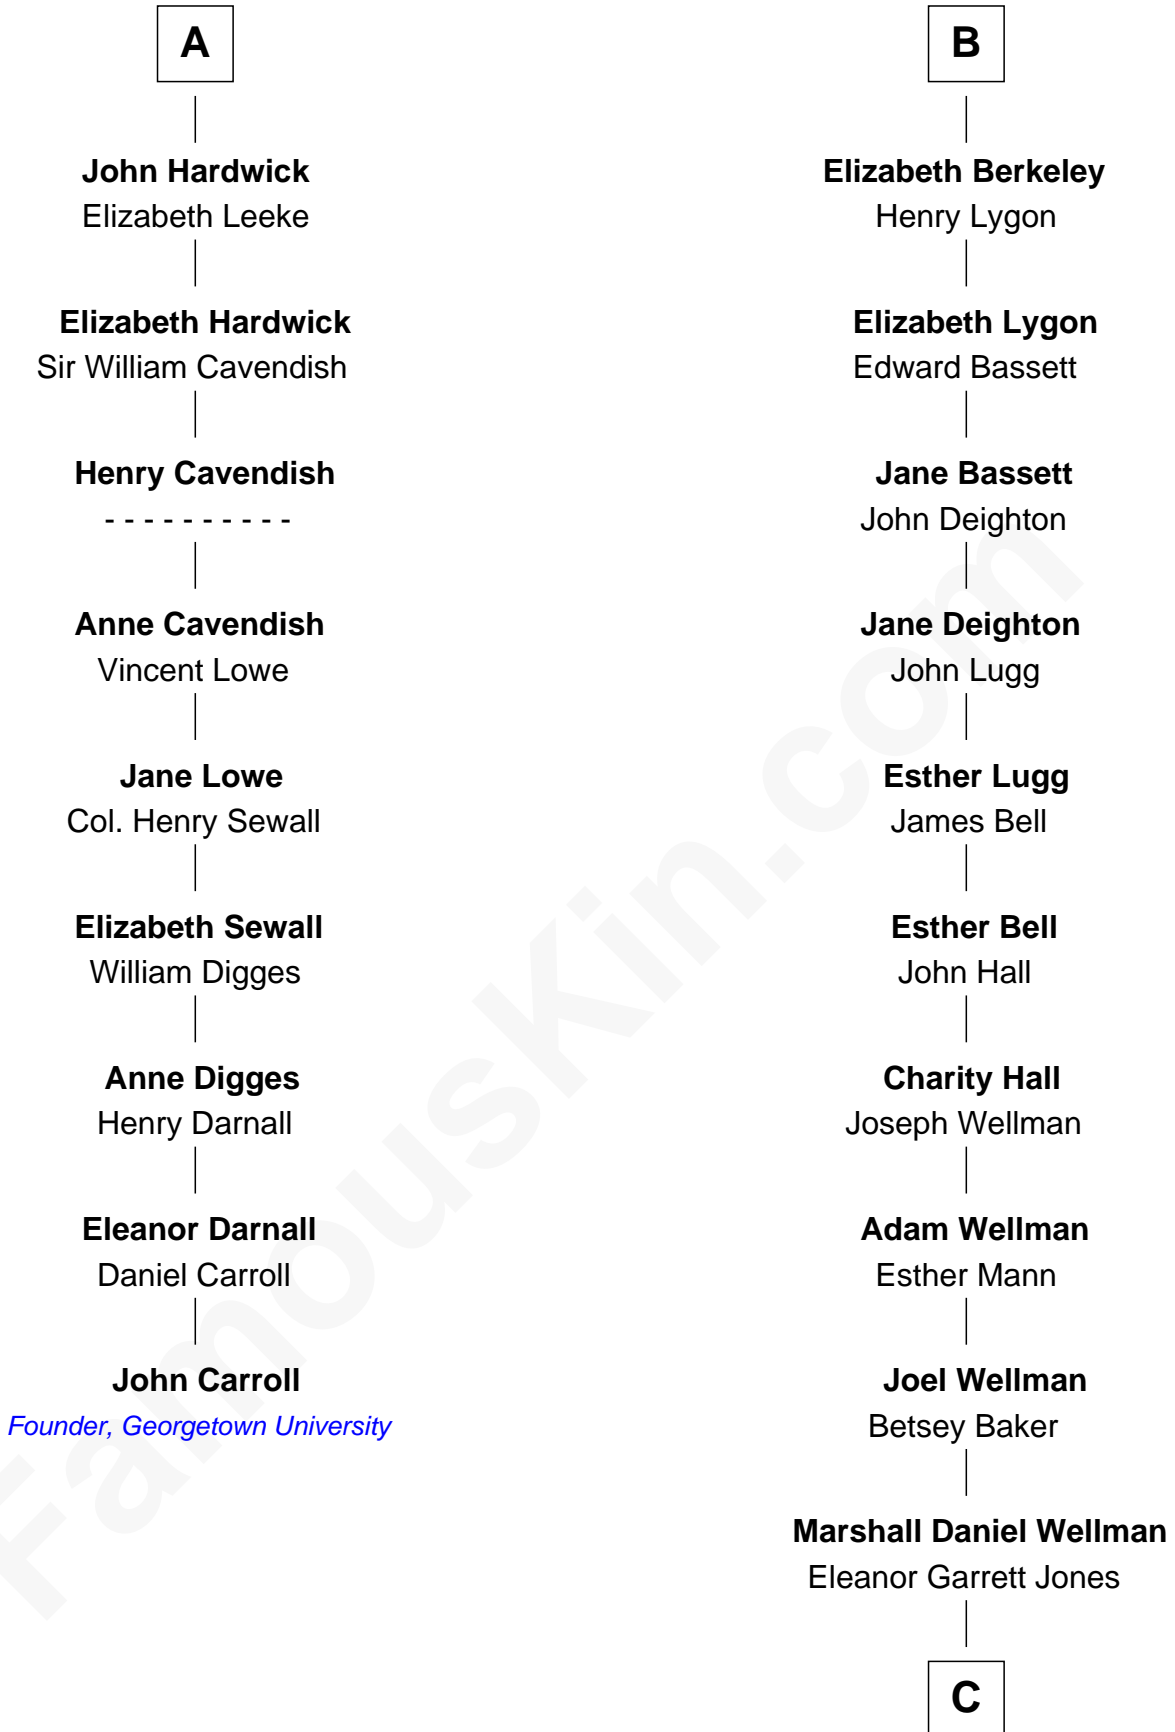 A
John Hardwick
Elizabeth Leeke
Elizabeth Hardwick
Sir William Cavendish
Henry Cavendish
- - - - - - - - - -
Anne Cavendish
Vincent Lowe
Jane Lowe
Col. Henry Sewall
Elizabeth Sewall
William Digges
Anne Digges
Henry Darnall
Eleanor Darnall
Daniel Carroll
John Carroll
Founder, Georgetown University
B
Elizabeth Berkeley
Henry Lygon
Elizabeth Lygon
Edward Bassett
Jane Bassett
John Deighton
Jane Deighton
John Lugg
Esther Lugg
James Bell
Esther Bell
John Hall
Charity Hall
Joseph Wellman
Adam Wellman
Esther Mann
Joel Wellman
Betsey Baker
Marshall Daniel Wellman
Eleanor Garrett Jones
C
FamousKin.com